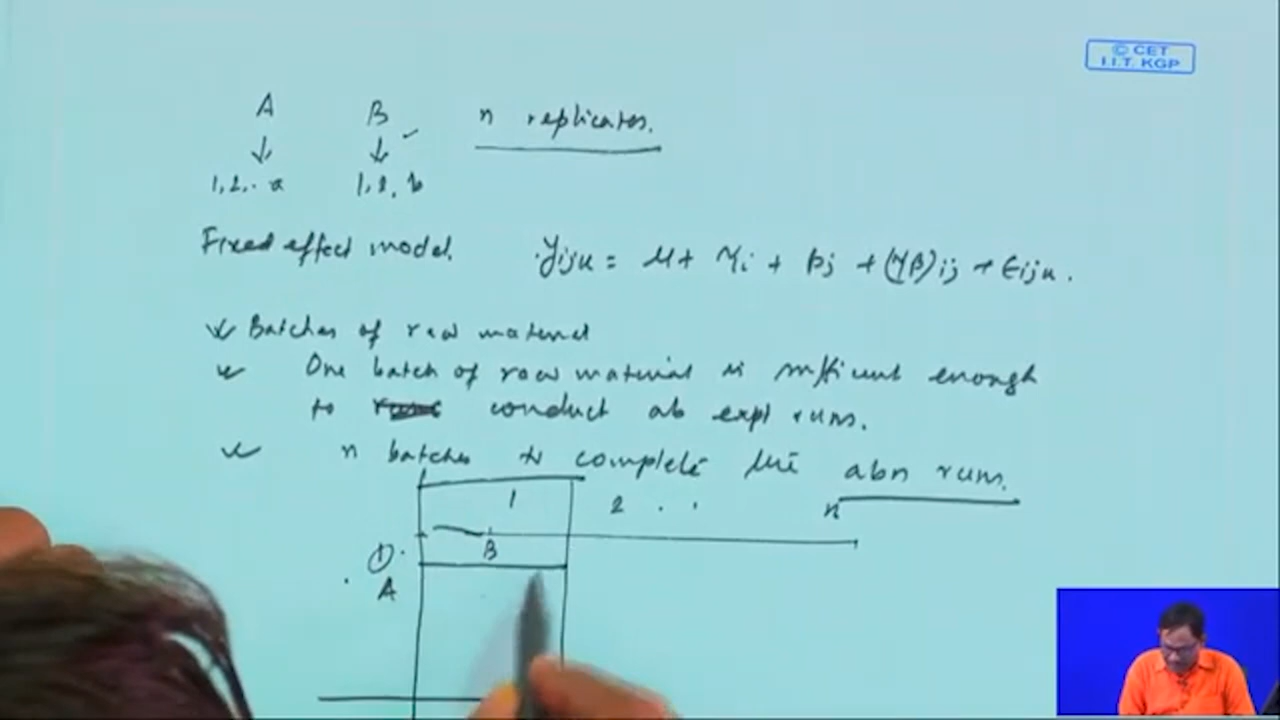 © CET
I.I.T. KGP
A B n replicates.
1, 2, .. a 1, 2, b
Fixed effect model. Yijk = μ + τi + βj + (τβ)ij + εijk.
Batches of raw material
One batch of raw material is sufficient enough
to conduct ab expl runs.
n batches to complete the abn runs.
1 2 . . n
① B
A